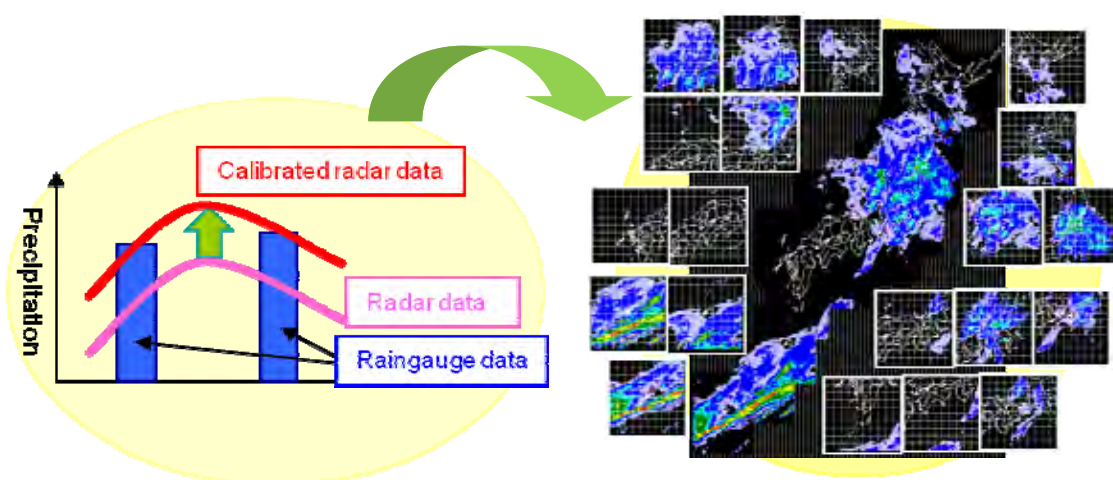 Calibrated radar data
Precipitation
Radar data
Raingauge data